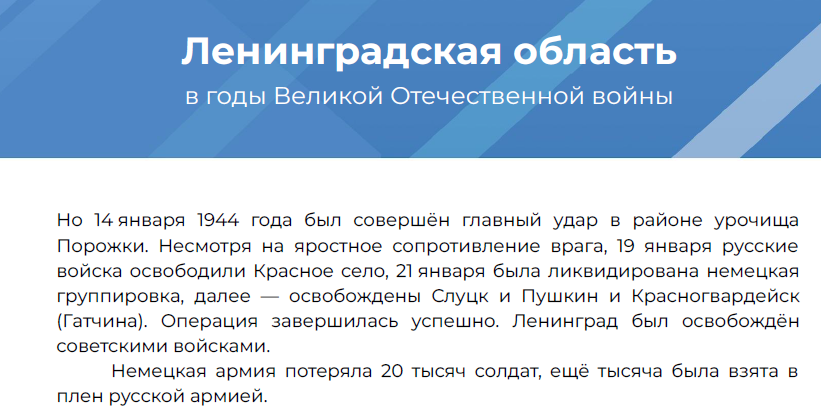 Ленинградская область
в годы Великой Отечественной войны
Но 14 января 1944 года был совершён главный удар в районе урочища
Порожки. Несмотря на яростное сопротивление врага, 19 января русские
войска освободили Красное село, 21 января была ликвидирована немецкая
группировка, далее — освобождены Слуцк и Пушкин и Красногвардейск
(Гатчина). Операция завершилась успешно. Ленинград был освобождён
советскими войсками.
Немецкая армия потеряла 20 тысяч солдат, ещё тысяча была взята в
плен русской армией.